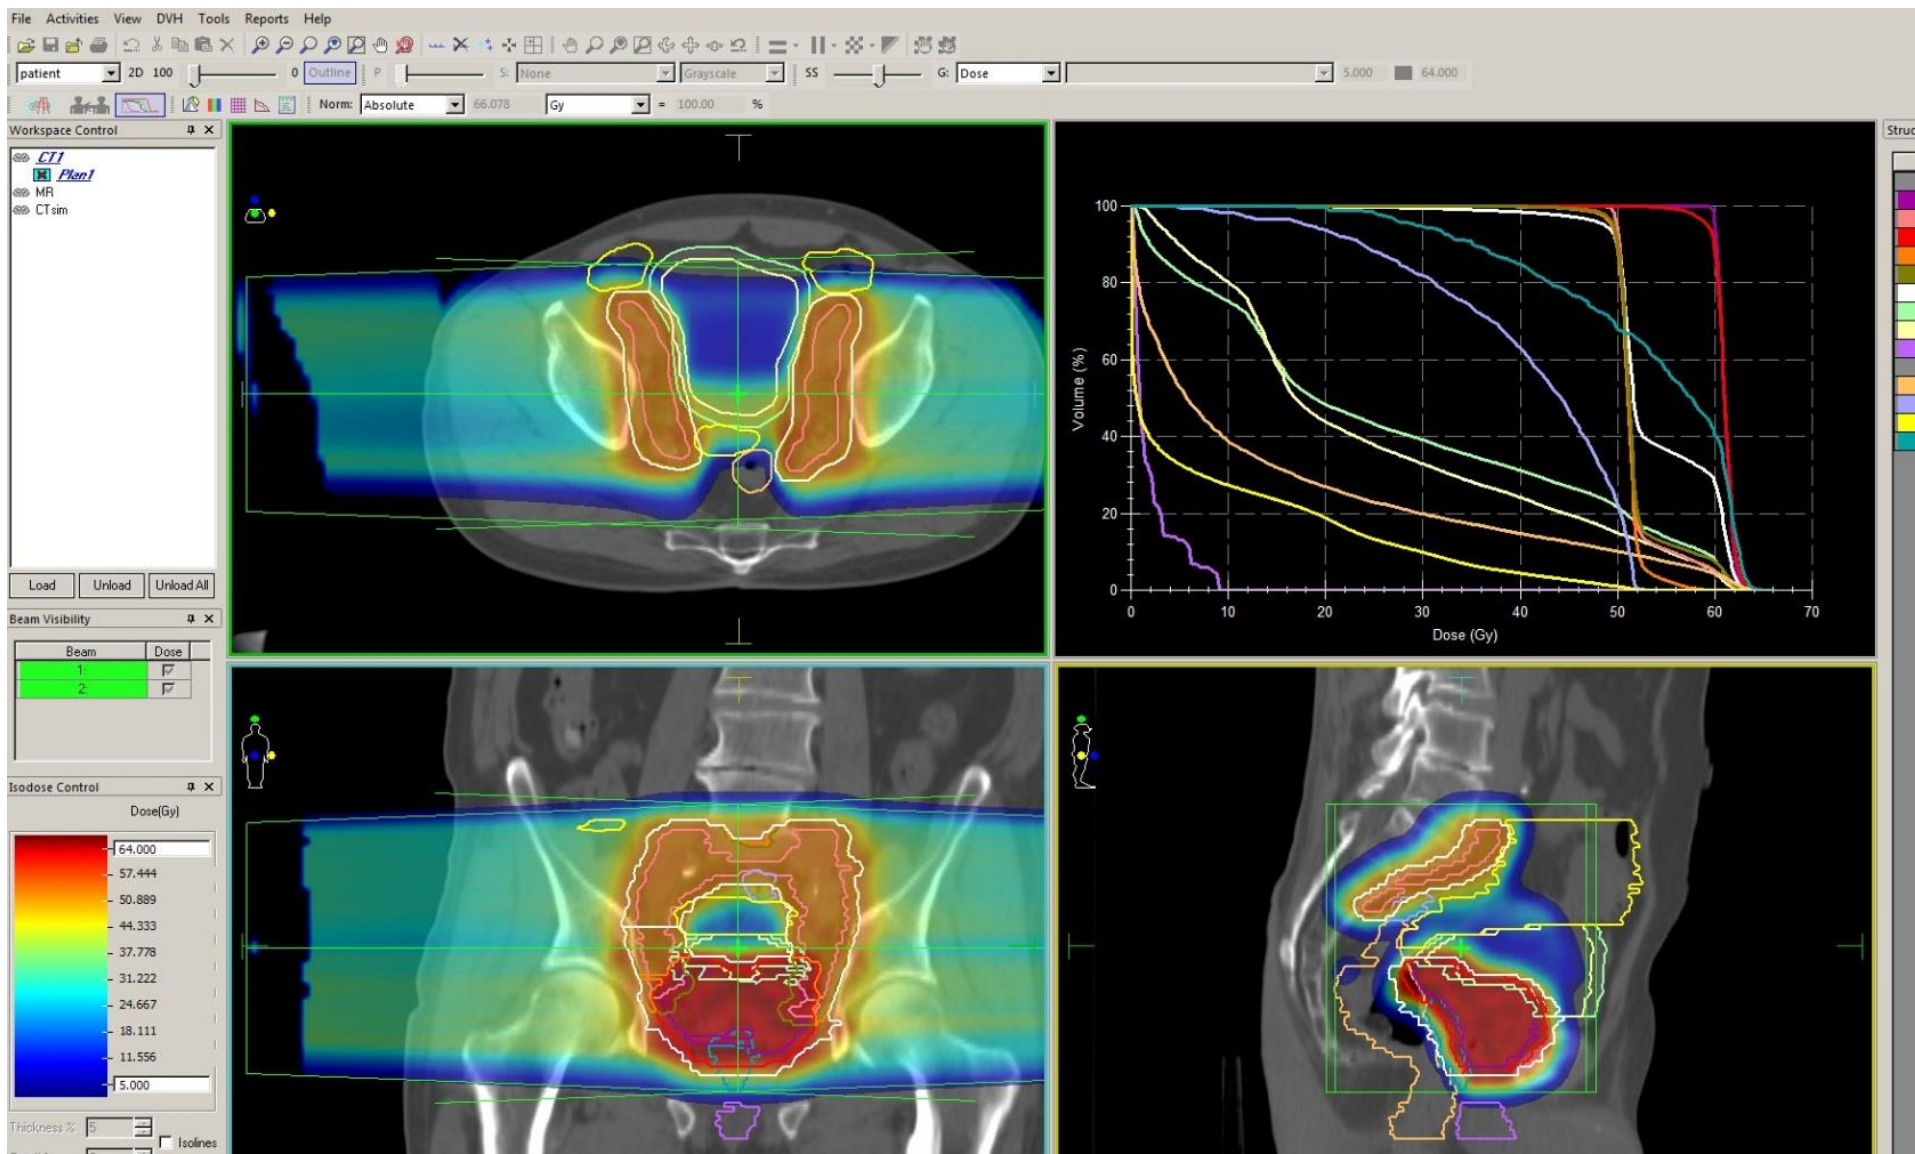 File Activities View DVH Tools Reports Help
patient 2D 100 0 Outline P S: None Grayscale SS G: Dose 5.000 64.000
Norm: Absolute 66.078 Gy = 100.00 %
Workspace Control
CT1
Plan1
MR
CTsim
Load Unload Unload All
Beam Visibility
Beam Dose
1:
2:
Isodose Control
Dose(Gy)
64.000
57.444
50.889
44.333
37.778
31.222
24.667
18.111
11.556
5.000
Thickness % 5
Isolines
100
80
60
40
20
0
Volume (%)
0 10 20 30 40 50 60 70
Dose (Gy)
Struc